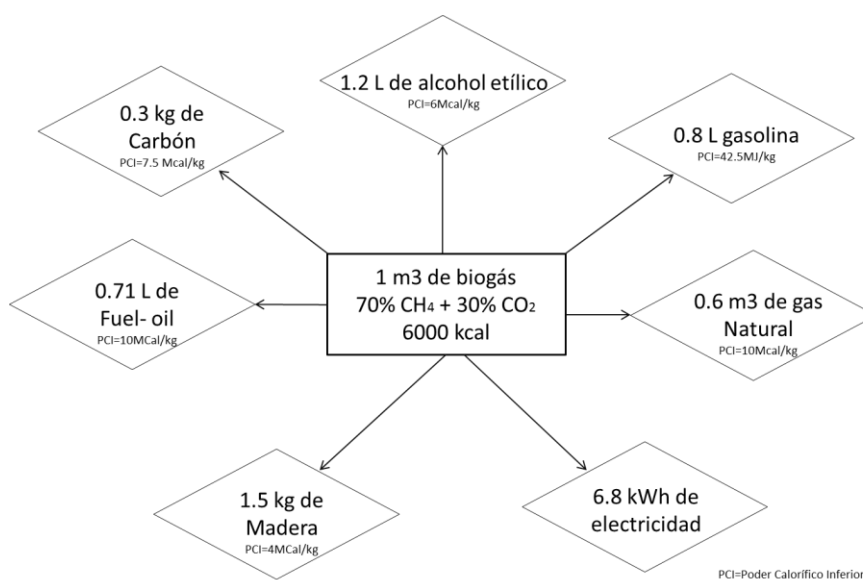 1.2 L de alcohol etílico
PCI=6Mcal/kg
0.3 kg de
Carbón
PCI=7.5 Mcal/kg
0.8 L gasolina
PCI=42.5MJ/kg
1 m3 de biogás
70% CH₄ + 30% CO₂
6000 kcal
0.71 L de
Fuel- oil
PCI=10MCal/kg
0.6 m3 de gas
Natural
PCI=10Mcal/kg
1.5 kg de
Madera
PCI=4MCal/kg
6.8 kWh de
electricidad
PCI=Poder Calorífico Inferior